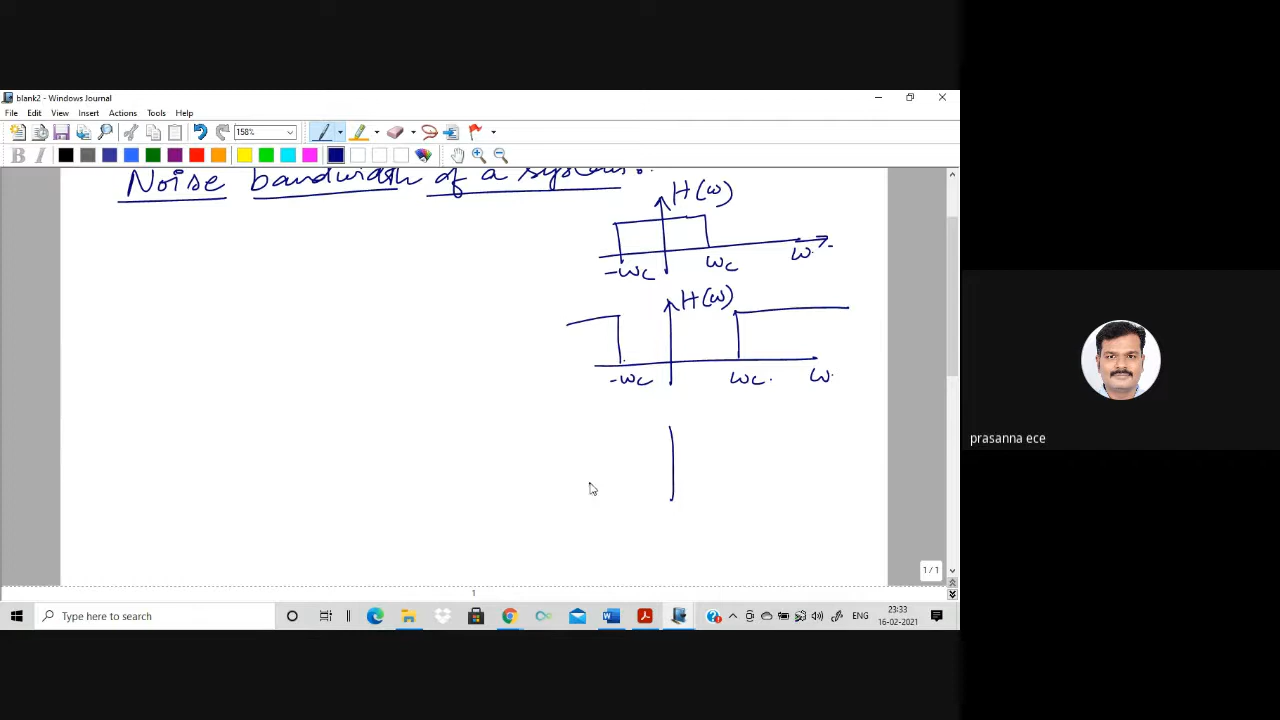 blank2 - Windows Journal
File Edit View Insert Actions Tools Help
158%
B I
Noise bandwidth of a system :
H(ω)
-ωc ωc ω
H(ω)
-ωc ωc ω
prasanna ece
1/1
1
Type here to search
ENG
23:33
16-02-2021